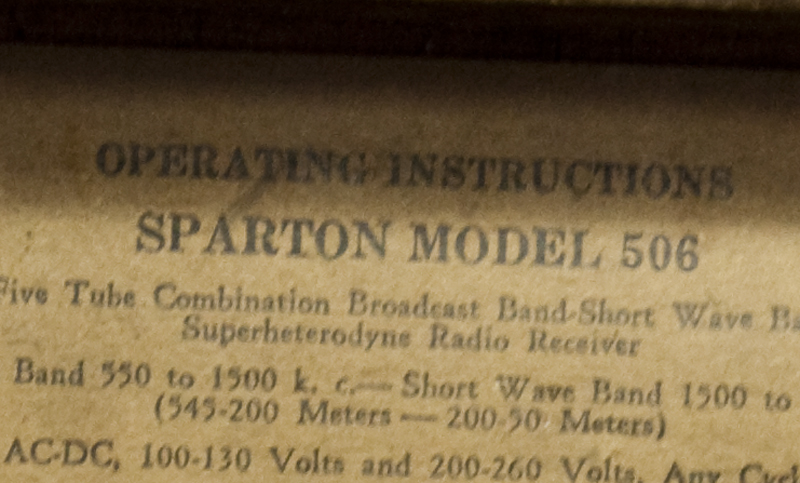 OPERATING INSTRUCTIONS
SPARTON MODEL 506
Five Tube Combination Broadcast Band-Short Wave Ba
Superheterodyne Radio Receiver
Band 550 to 1500 k. c.— Short Wave Band 1500 to
(545-200 Meters — 200-50 Meters)
AC-DC, 100-130 Volts and 200-260 Volts, Any Cycl